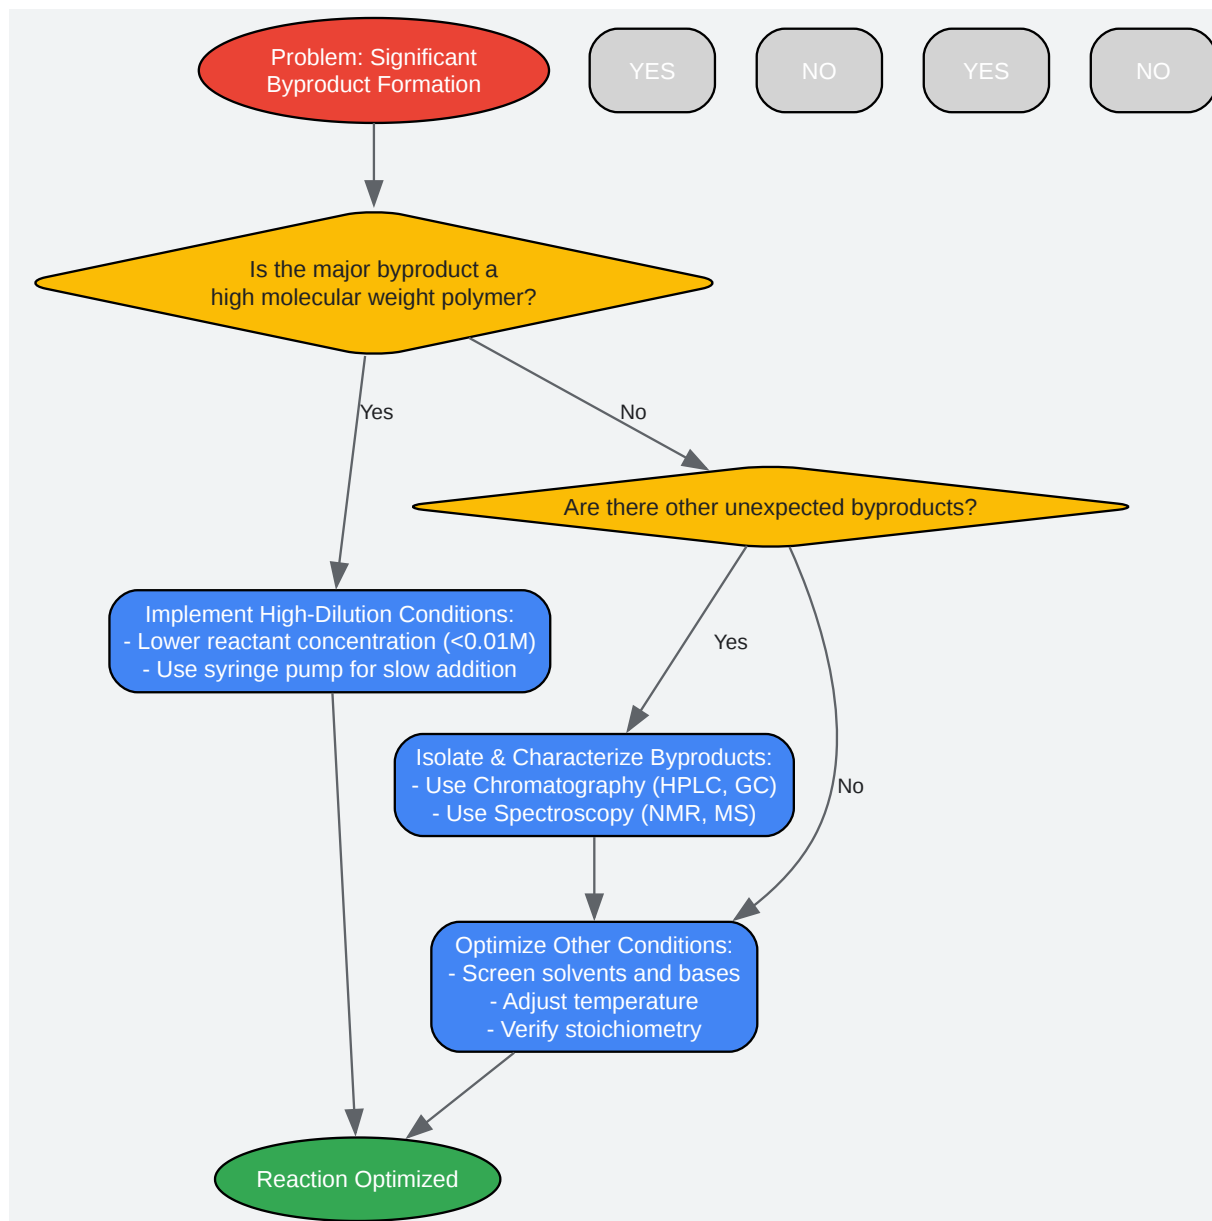 Problem: Significant
Byproduct Formation
YES
NO
YES
NO
Is the major byproduct a
high molecular weight polymer?
Yes
No
Are there other unexpected byproducts?
Implement High-Dilution Conditions:
- Lower reactant concentration (<0.01M)
- Use syringe pump for slow addition
Yes
Isolate & Characterize Byproducts:
- Use Chromatography (HPLC, GC)
- Use Spectroscopy (NMR, MS)
No
Optimize Other Conditions:
- Screen solvents and bases
- Adjust temperature
- Verify stoichiometry
Reaction Optimized